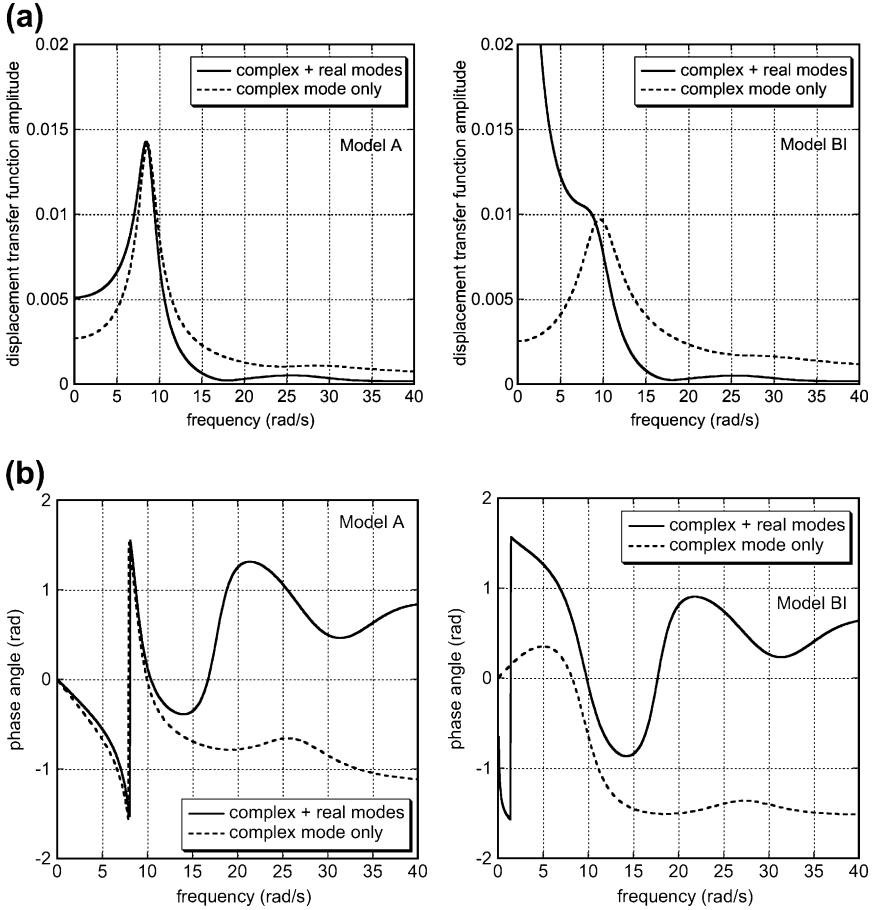 (a)
displacement transfer function amplitude
0.02
0.015
0.01
0.005
0
complex + real modes
complex mode only
Model A
0 5 10 15 20 25 30 35 40
frequency (rad/s)
displacement transfer function amplitude
0.02
0.015
0.01
0.005
0
complex + real modes
complex mode only
Model BI
0 5 10 15 20 25 30 35 40
frequency (rad/s)
(b)
phase angle (rad)
2
1
0
-1
-2
Model A
complex + real modes
complex mode only
0 5 10 15 20 25 30 35 40
frequency (rad/s)
phase angle (rad)
2
1
0
-1
-2
complex + real modes
complex mode only
Model BI
0 5 10 15 20 25 30 35 40
frequency (rad/s)